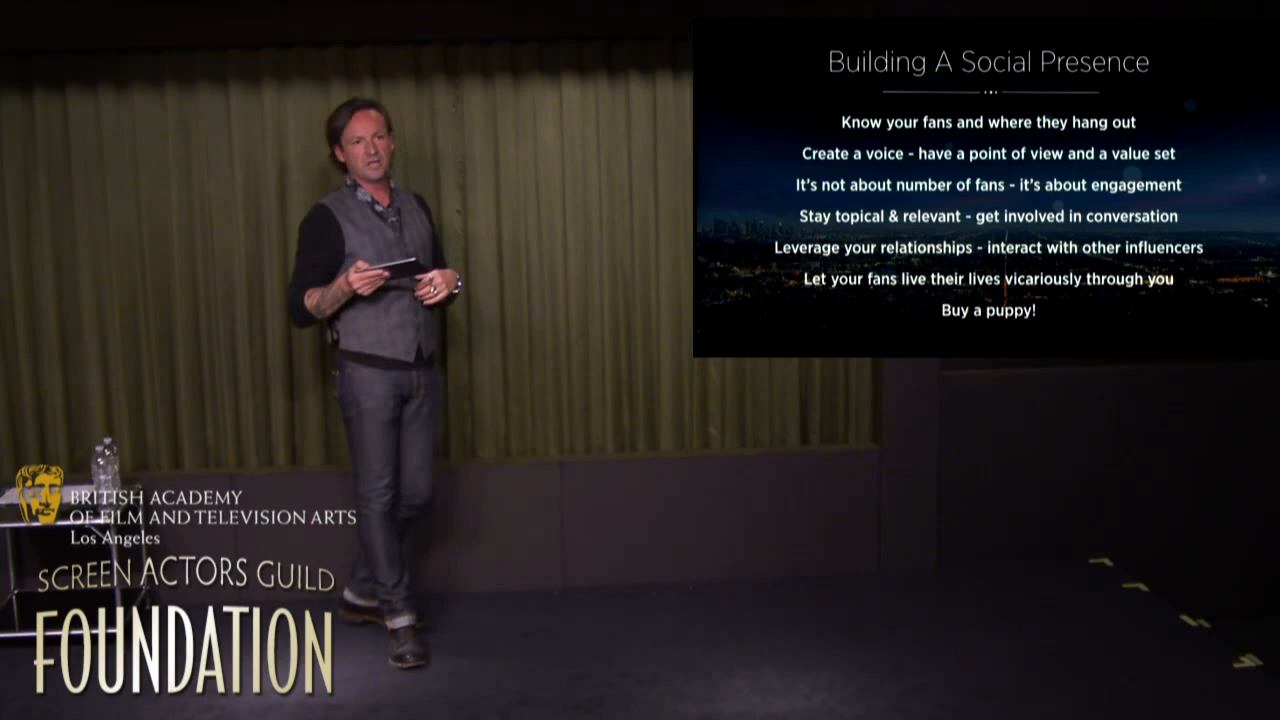 Building A Social Presence
Know your fans and where they hang out
Create a voice - have a point of view and a value set
It's not about number of fans - it's about engagement
Stay topical & relevant - get involved in conversation
Leverage your relationships - interact with other influencers
Let your fans live their lives vicariously through you
Buy a puppy!
BRITISH ACADEMY
OF FILM AND TELEVISION ARTS
Los Angeles
SCREEN ACTORS GUILD
FOUNDATION